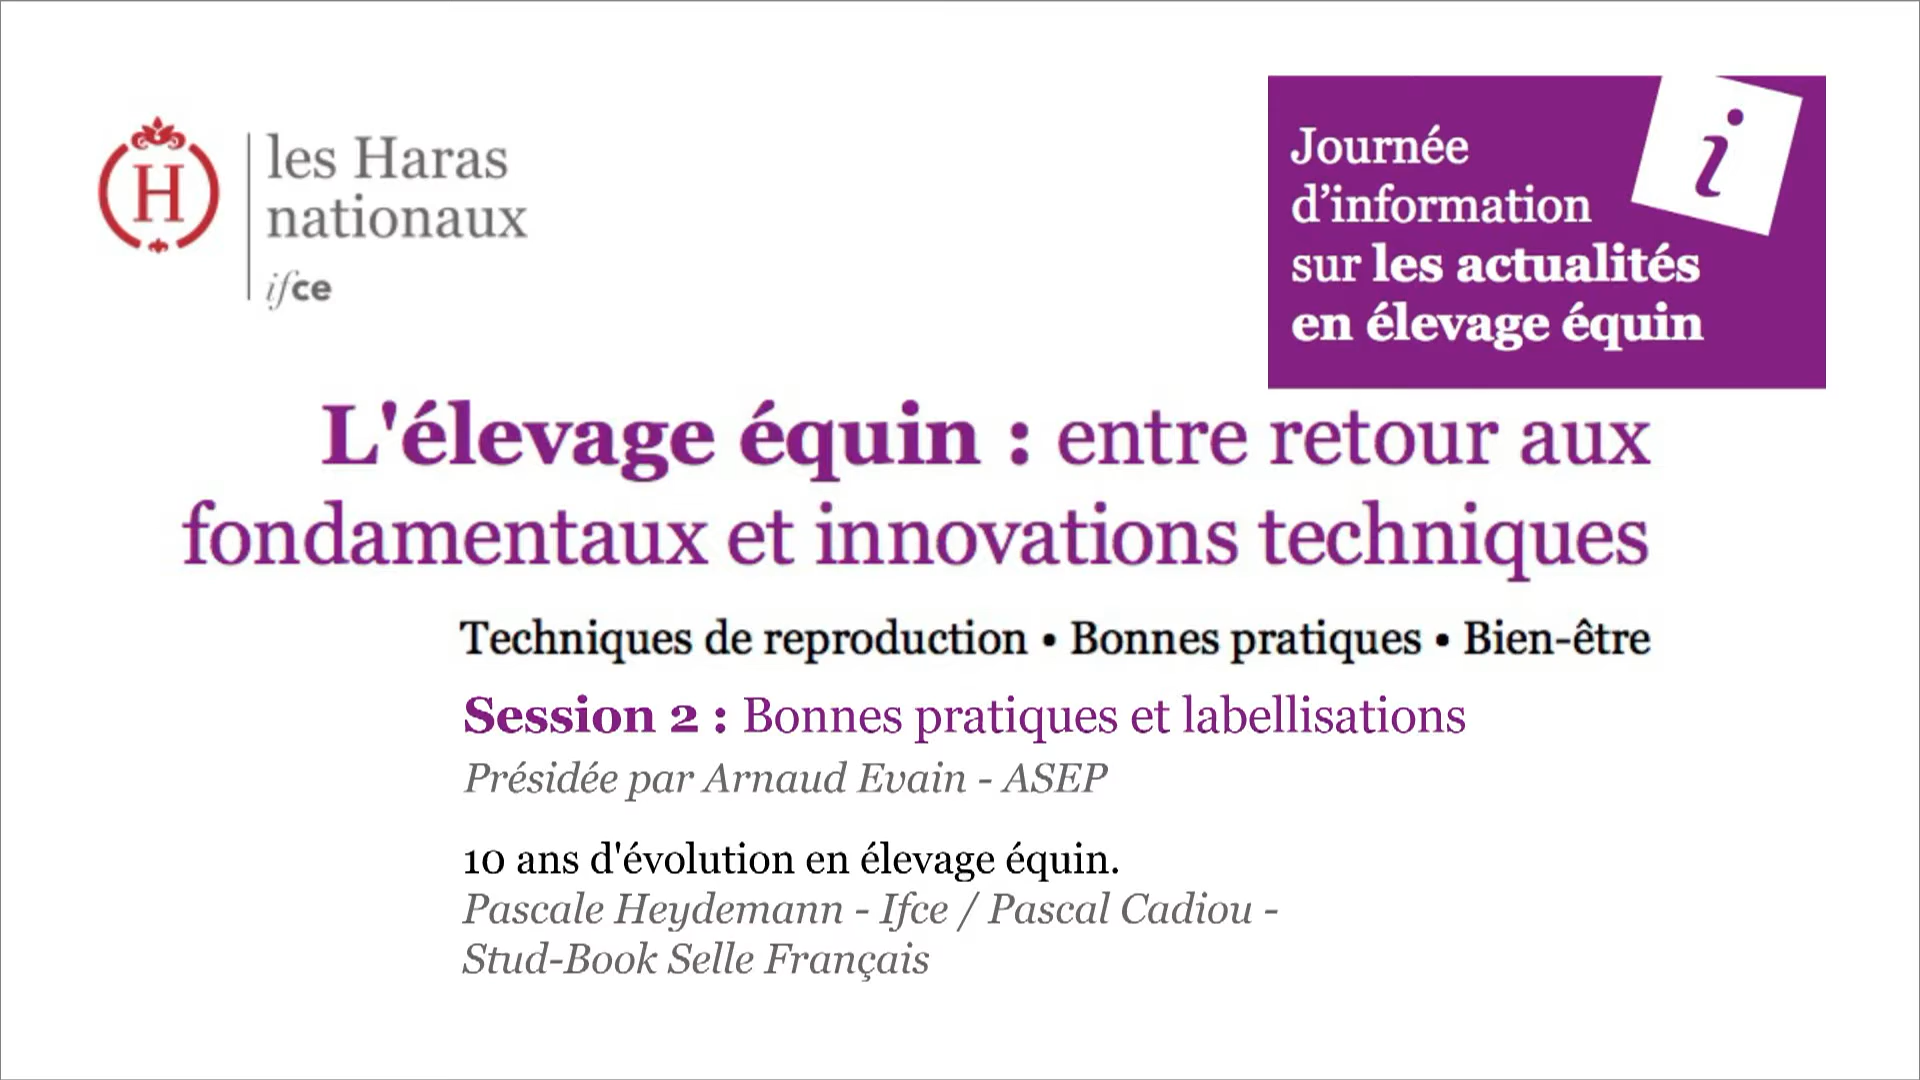 H
les Haras
nationaux
ifce
Journée
d’information
sur les actualités
en élevage équin
i
L'élevage équin : entre retour aux
fondamentaux et innovations techniques
Techniques de reproduction • Bonnes pratiques • Bien-être
Session 2 : Bonnes pratiques et labellisations
Présidée par Arnaud Evain - ASEP
10 ans d'évolution en élevage équin.
Pascale Heydemann - Ifce / Pascal Cadiou -
Stud-Book Selle Français